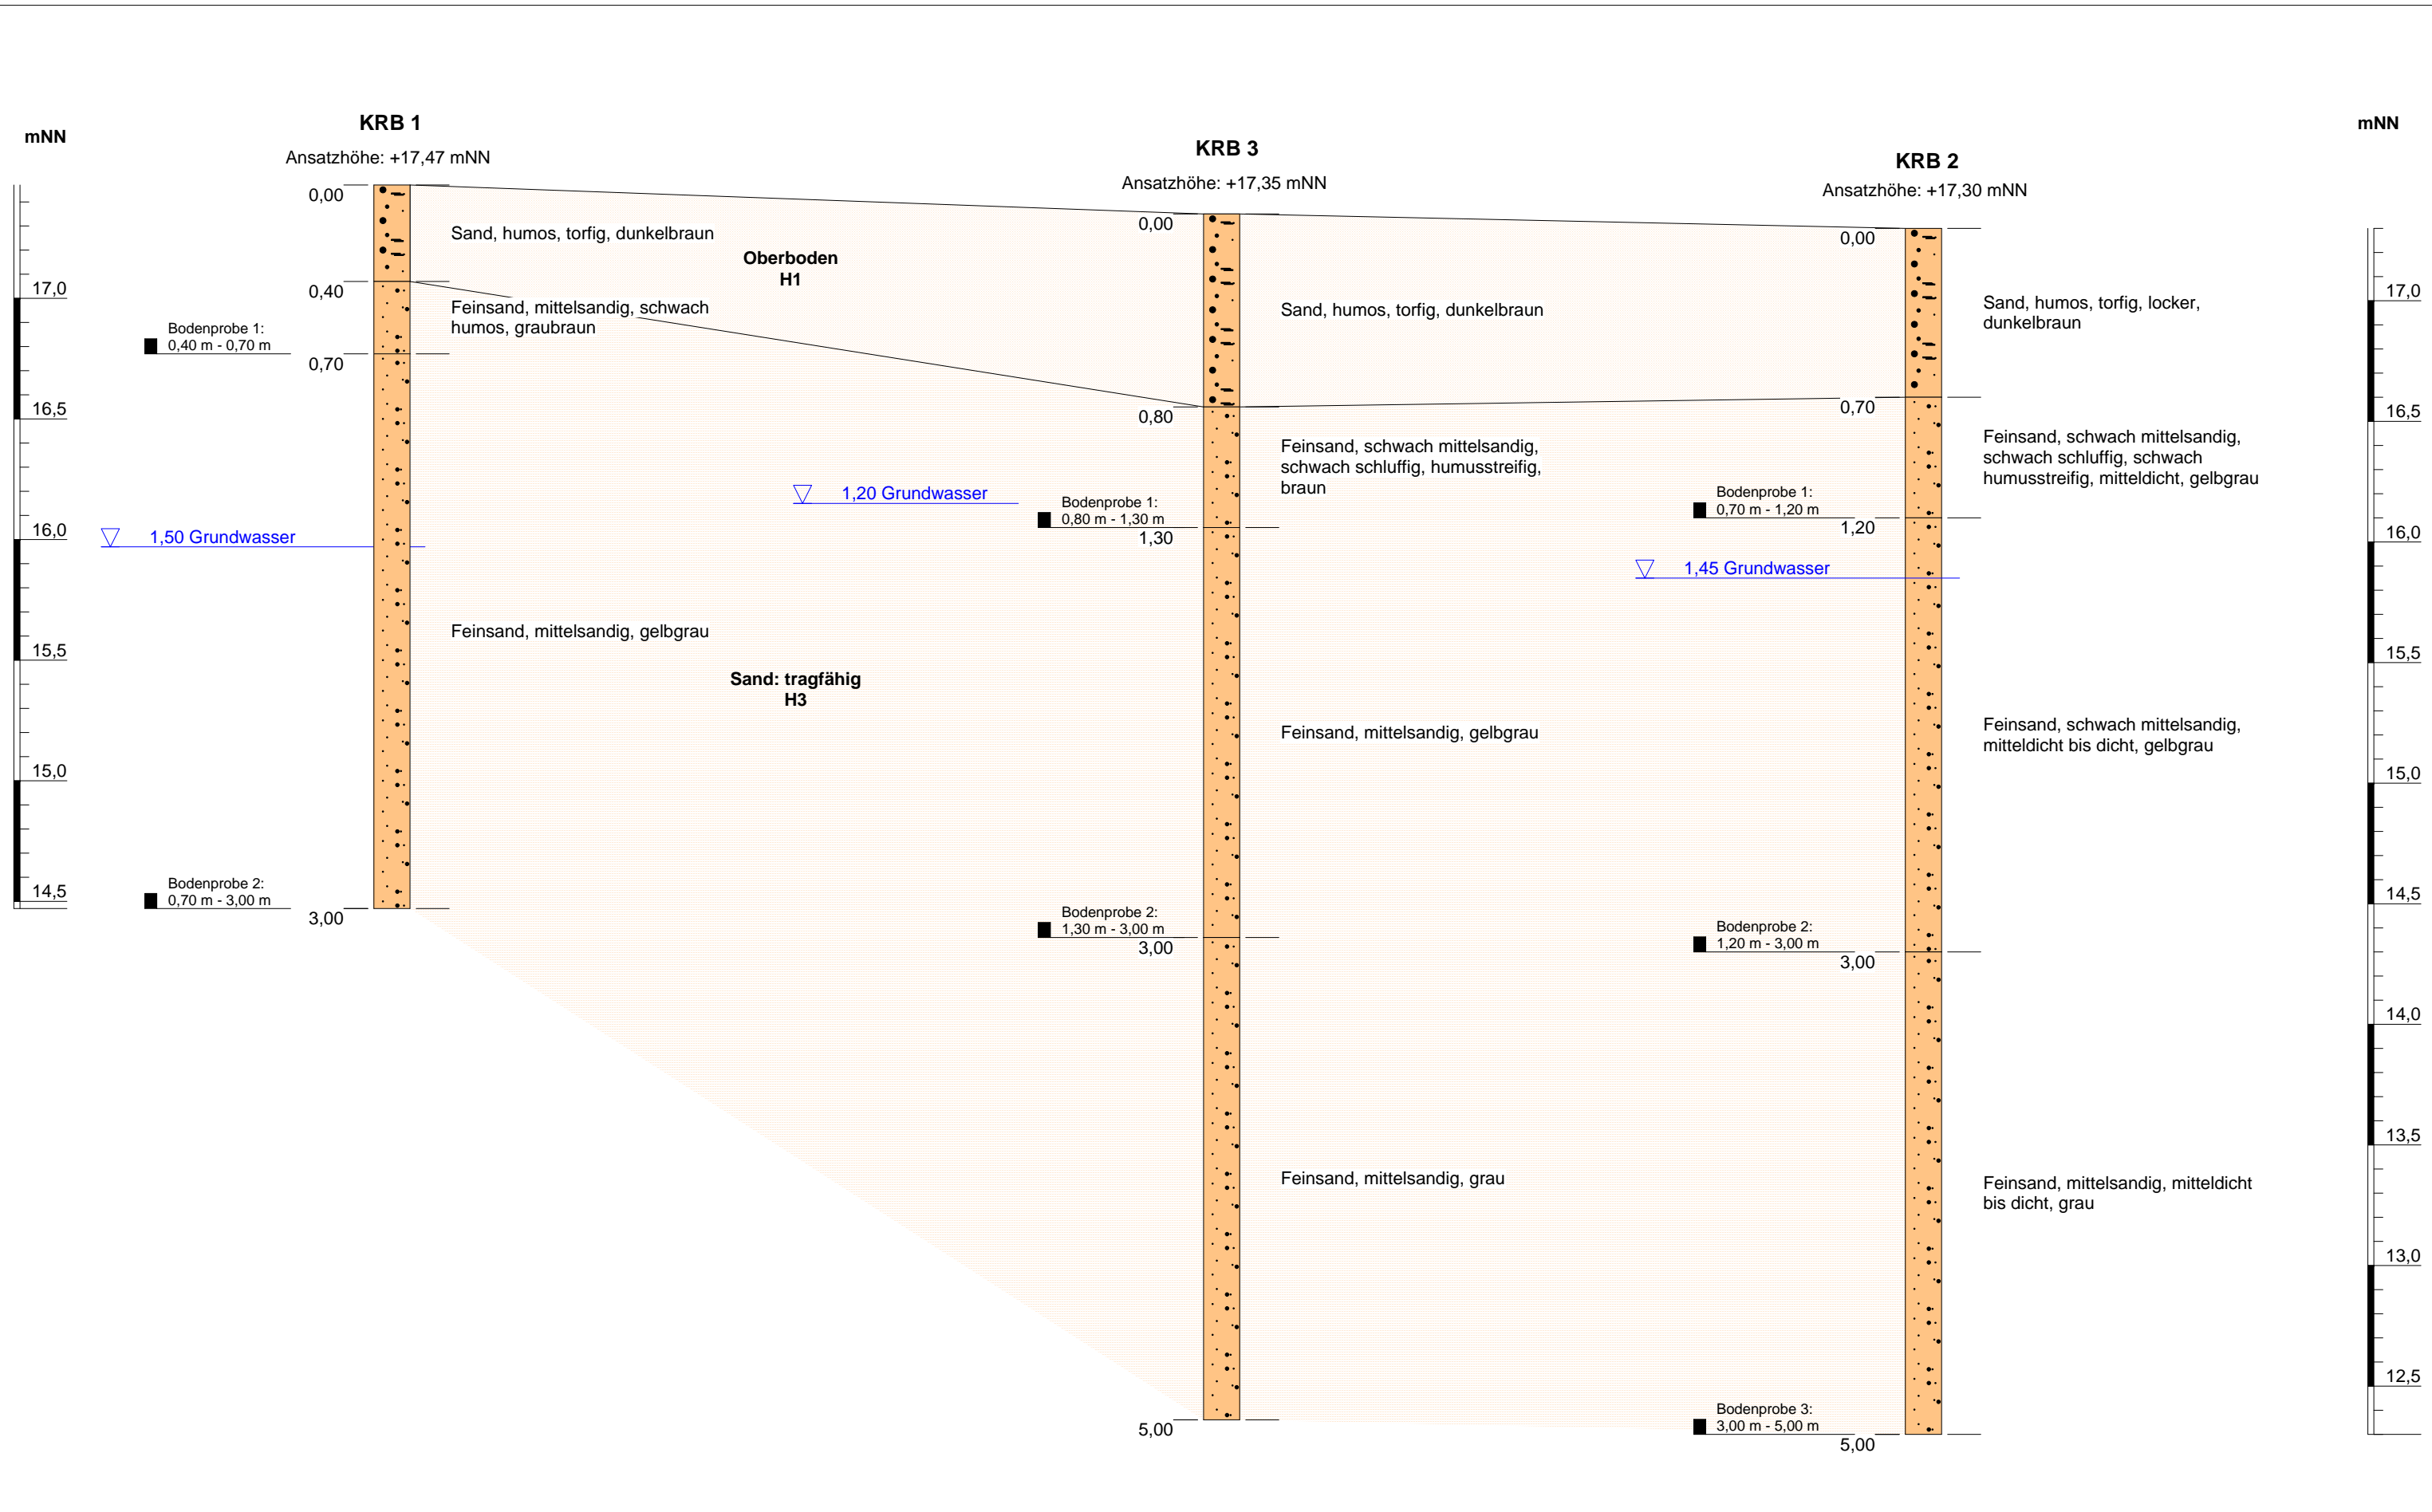 mNN
KRB 1
Ansatzhöhe: +17,47 mNN
KRB 3
Ansatzhöhe: +17,35 mNN
KRB 2
Ansatzhöhe: +17,30 mNN
mNN
17,0
16,5
16,0
15,5
15,0
14,5
0,00
0,40
0,70
3,00
Bodenprobe 1:
0,40 m - 0,70 m
1,50 Grundwasser
Bodenprobe 2:
0,70 m - 3,00 m
Sand, humos, torfig, dunkelbraun
Feinsand, mittelsandig, schwach
humos, graubraun
Feinsand, mittelsandig, gelbgrau
Oberboden
H1
Sand: tragfähig
H3
0,00
0,80
1,30
3,00
5,00
1,20 Grundwasser
Bodenprobe 1:
0,80 m - 1,30 m
Bodenprobe 2:
1,30 m - 3,00 m
Sand, humos, torfig, dunkelbraun
Feinsand, schwach mittelsandig,
schwach schluffig, humusstreifig,
braun
Feinsand, mittelsandig, gelbgrau
Feinsand, mittelsandig, grau
0,00
0,70
1,20
3,00
5,00
Bodenprobe 1:
0,70 m - 1,20 m
1,45 Grundwasser
Bodenprobe 2:
1,20 m - 3,00 m
Bodenprobe 3:
3,00 m - 5,00 m
Sand, humos, torfig, locker,
dunkelbraun
Feinsand, schwach mittelsandig,
schwach schluffig, schwach
humusstreifig, mitteldicht, gelbgrau
Feinsand, schwach mittelsandig,
mitteldicht bis dicht, gelbgrau
Feinsand, mittelsandig, mitteldicht
bis dicht, grau
17,0
16,5
16,0
15,5
15,0
14,5
14,0
13,5
13,0
12,5